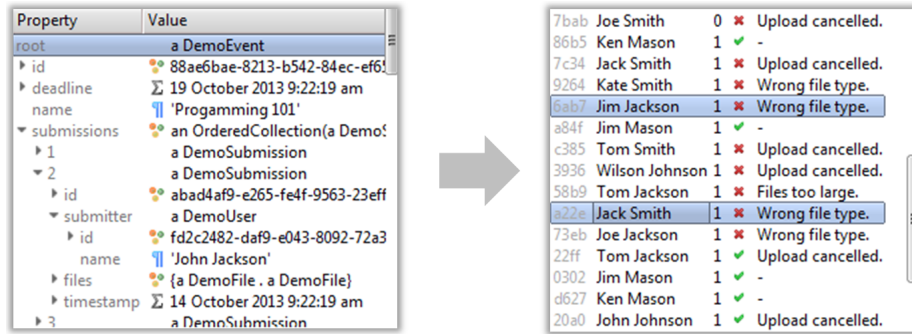 Property Value
root a DemoEvent
id 88ae6bae-8213-b542-84ec-ef65
deadline 19 October 2013 9:22:19 am
name 'Progamming 101'
submissions an OrderedCollection(a DemoS
1 a DemoSubmission
2 a DemoSubmission
id abad4af9-e265-fe4f-9563-23eff
submitter a DemoUser
id fd2c2482-daf9-e043-8092-72a3
name 'John Jackson'
files {a DemoFile . a DemoFile}
timestamp 14 October 2013 9:22:19 am
3 a DemoSubmission
7bab Joe Smith 0 ✖ Upload cancelled.
86b5 Ken Mason 1 ✔ -
7c34 Jack Smith 1 ✖ Upload cancelled.
9264 Kate Smith 1 ✖ Wrong file type.
6ab7 Jim Jackson 1 ✖ Wrong file type.
a84f Jim Mason 1 ✔ -
c385 Tom Smith 1 ✖ Upload cancelled.
3936 Wilson Johnson 1 ✖ Upload cancelled.
58b9 Tom Jackson 1 ✖ Files too large.
a22e Jack Smith 1 ✖ Wrong file type.
73eb Joe Jackson 1 ✖ Wrong file type.
22ff Tom Jackson 1 ✔ Upload cancelled.
0302 Jim Mason 1 ✔ -
d627 Ken Mason 1 ✔ -
20a0 John Johnson 1 ✔ Upload cancelled.